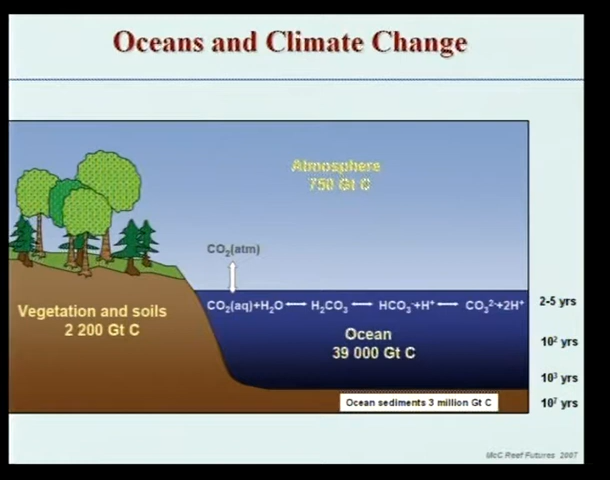 Oceans and Climate Change
Atmosphere
750 Gt C
CO₂(atm)
CO₂(aq)+H₂O ⟷ H₂CO₃ ⟷ HCO₃⁻+H⁺ ⟷ CO₃²⁻+2H⁺
2-5 yrs
Vegetation and soils
2 200 Gt C
Ocean
39 000 Gt C
10² yrs
10³ yrs
Ocean sediments 3 million Gt C
10⁷ yrs
McC Reef Futures 2007